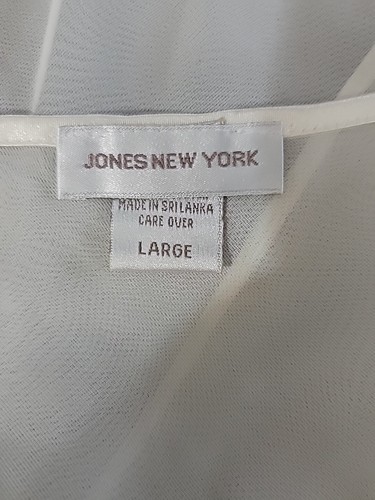 JONES NEW YORK
MADE IN SRI LANKA
CARE OVER
LARGE